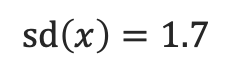 sd(x) = 1.7